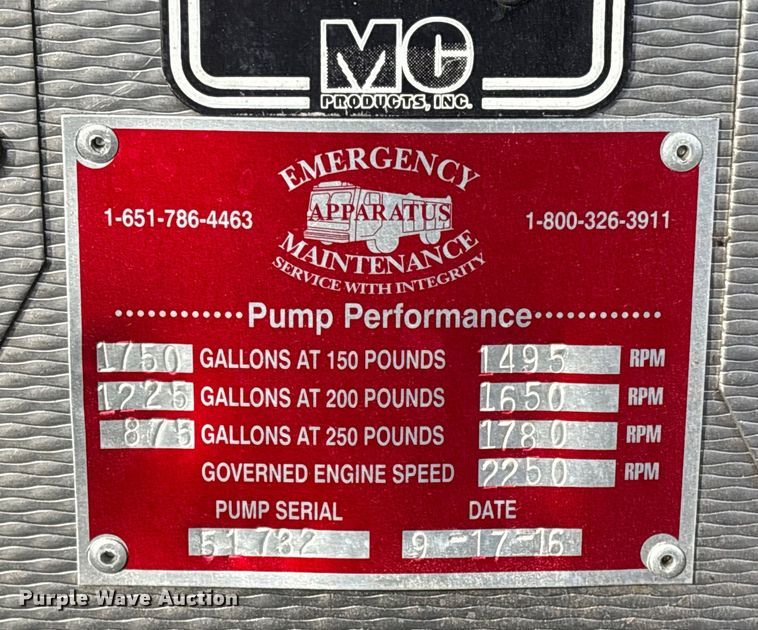 MC
PRODUCTS, INC.
EMERGENCY
APPARATUS
MAINTENANCE
SERVICE WITH INTEGRITY
1-651-786-4463
1-800-326-3911
Pump Performance
1750 GALLONS AT 150 POUNDS 1495 RPM
1225 GALLONS AT 200 POUNDS 1650 RPM
875 GALLONS AT 250 POUNDS 1780 RPM
GOVERNED ENGINE SPEED 2250 RPM
PUMP SERIAL DATE
51732 9-17-16
Purple Wave Auction